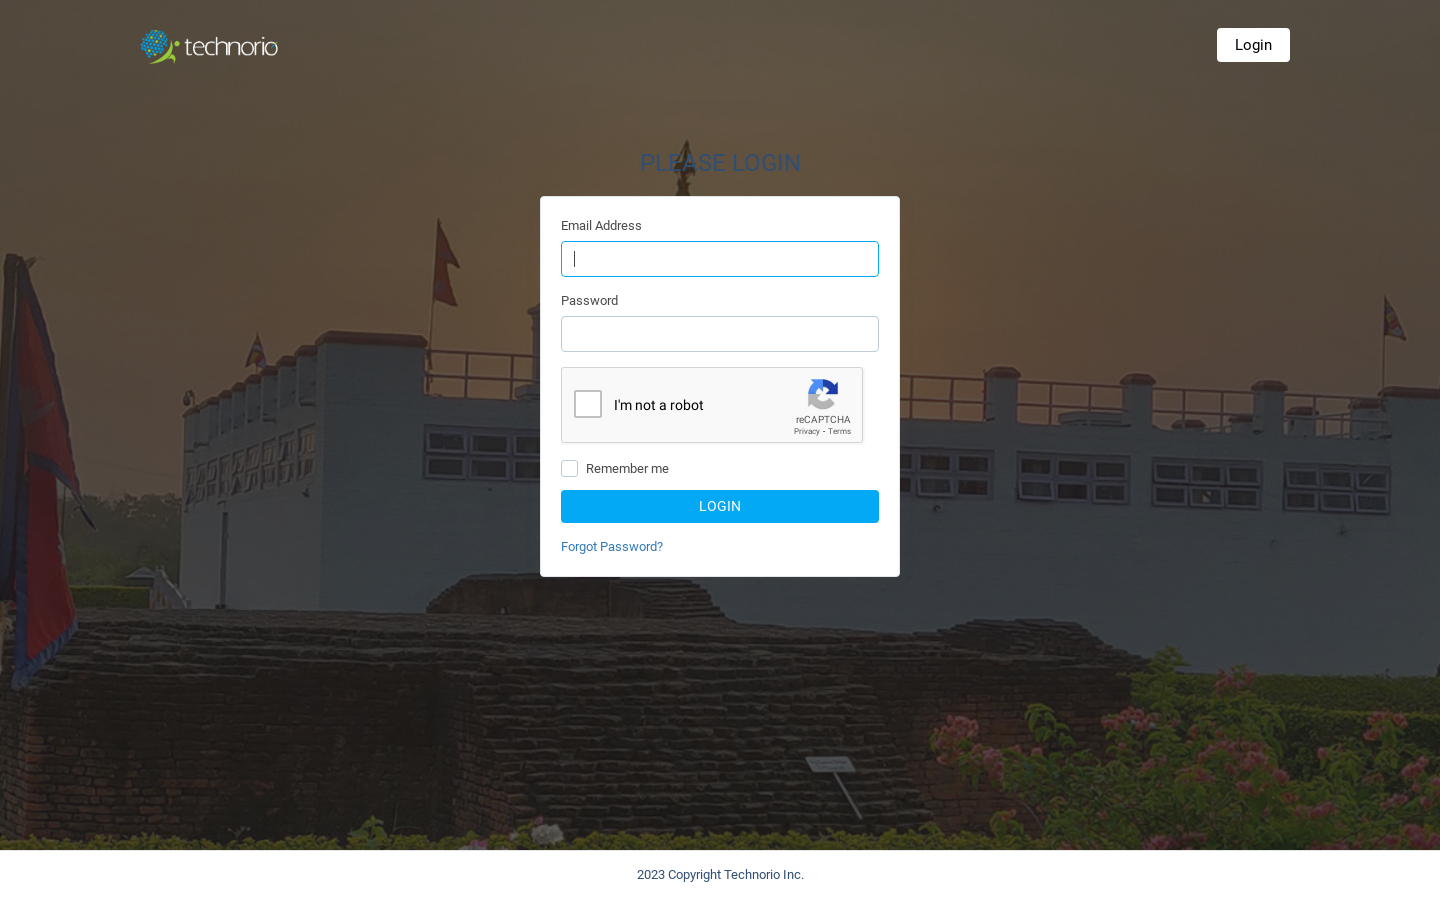 technorio
Login
PLEASE LOGIN
Email Address
Password
I'm not a robot
reCAPTCHA
Privacy - Terms
Remember me
LOGIN
Forgot Password?
2023 Copyright Technorio Inc.